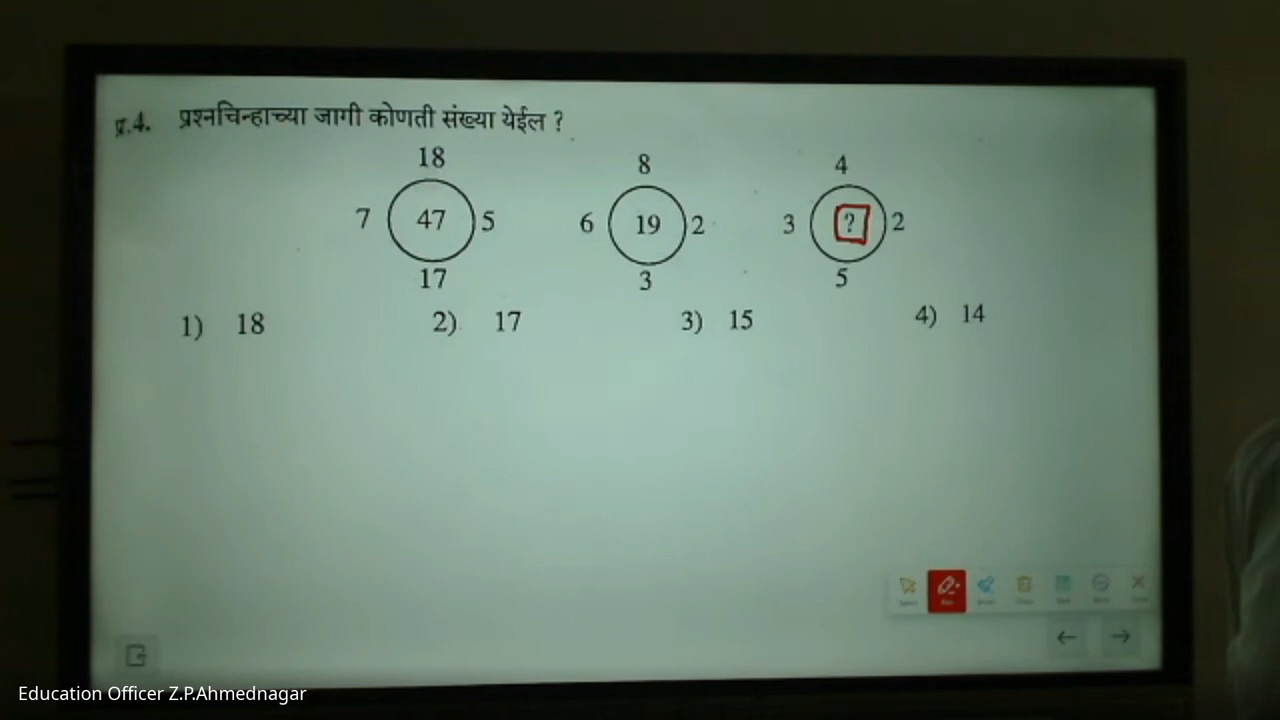 प्र.4. प्रश्नचिन्हाच्या जागी कोणती संख्या येईल ?
18 8 4
7 47 5 6 19 2 3 ? 2
17 3 5
1) 18 2) 17 3) 15 4) 14
Education Officer Z.P.Ahmednagar